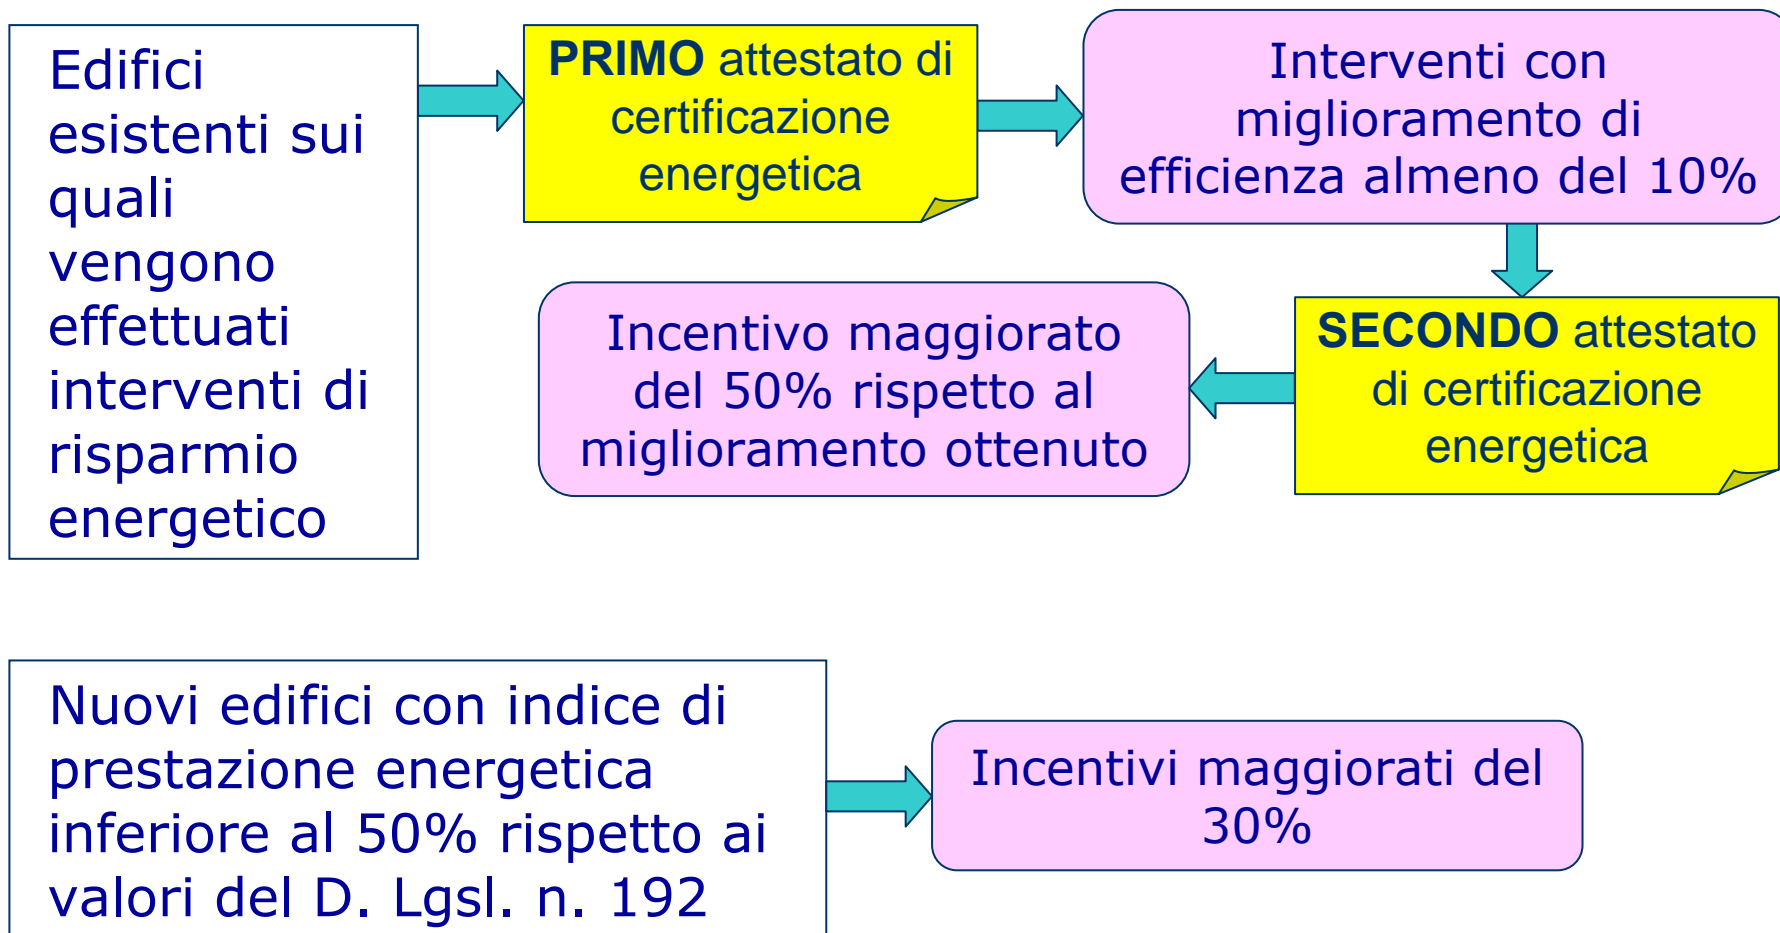 Edifici
esistenti sui
quali
vengono
effettuati
interventi di
risparmio
energetico
PRIMO attestato di
certificazione
energetica
Interventi con
miglioramento di
efficienza almeno del 10%
SECONDO attestato
di certificazione
energetica
Incentivo maggiorato
del 50% rispetto al
miglioramento ottenuto
Nuovi edifici con indice di
prestazione energetica
inferiore al 50% rispetto ai
valori del D. Lgsl. n. 192
Incentivi maggiorati del
30%